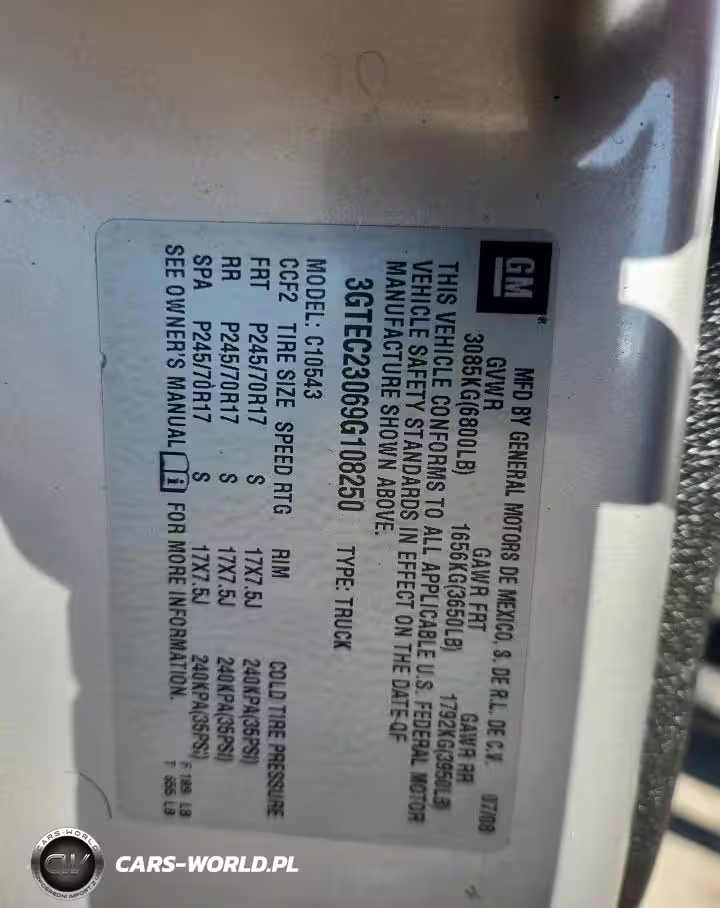 GM
MFD BY GENERAL MOTORS DE MEXICO, S. DE R.L. DE C.V. 07/08
GVWR GAWR FRT GAWR RR
3085KG(6800LB) 1656KG(3650LB) 1792KG(3950LB)
THIS VEHICLE CONFORMS TO ALL APPLICABLE U.S. FEDERAL MOTOR
VEHICLE SAFETY STANDARDS IN EFFECT ON THE DATE OF
MANUFACTURE SHOWN ABOVE.
3GTEC23069G108250 TYPE: TRUCK
MODEL: C10543
CCF2 TIRE SIZE SPEED RTG RIM COLD TIRE PRESSURE
FRT P245/70R17 S 17X7.5J 240KPA(35PSI)
RR P245/70R17 S 17X7.5J 240KPA(35PSI)
SPA P245/70R17 S 17X7.5J 240KPA(35PSI)
SEE OWNER'S MANUAL i FOR MORE INFORMATION.
CARS-WORLD
CW
CARS-WORLD.PL